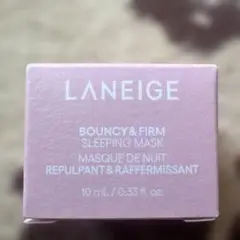 LANEIGE
BOUNCY & FIRM
SLEEPING MASK
MASQUE DE NUIT
REPULPANT & RAFFERMISSANT
10 mL / 0.33 fl. oz.